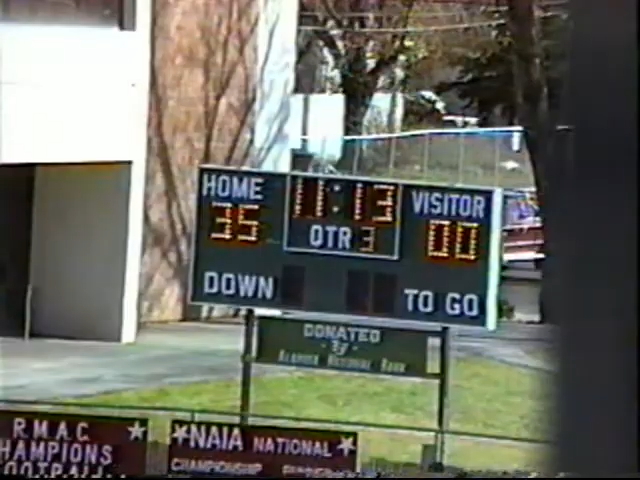 HOME 11:13 VISITOR
35 QTR 3 00
DOWN TO GO
DONATED
BY
ALAMOSA NATIONAL BANK
R.M.A.C.
CHAMPIONS
FOOTBALL
NAIA NATIONAL
CHAMPIONSHIP